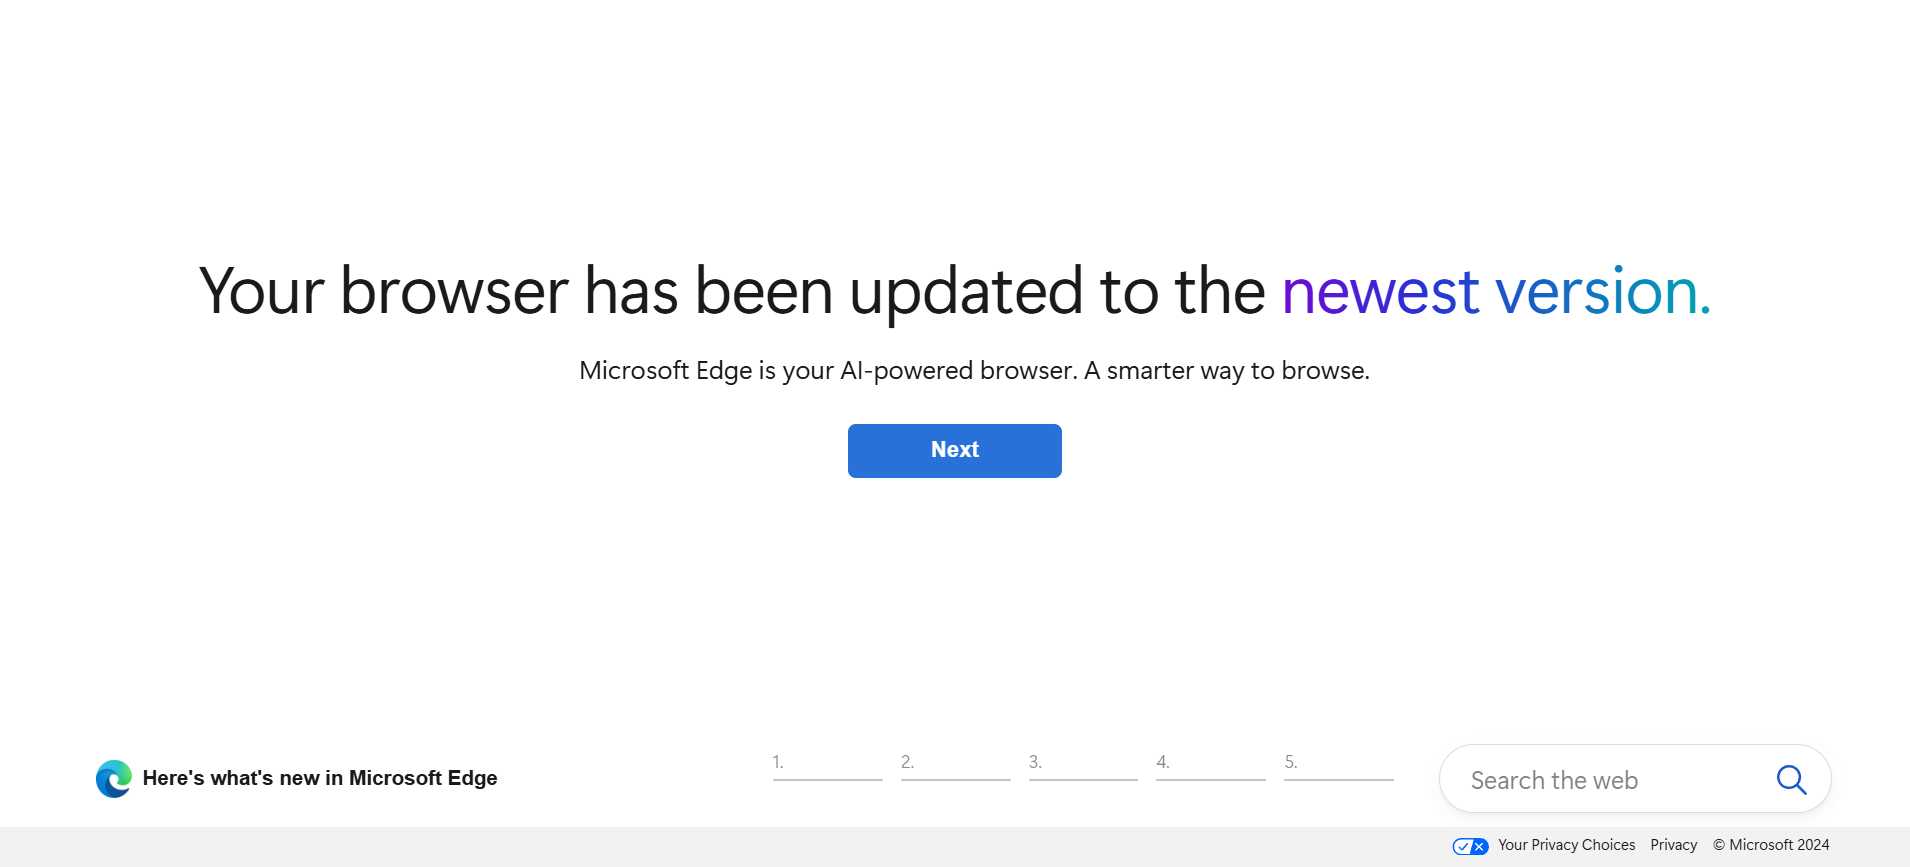 Your browser has been updated to the newest version.
Microsoft Edge is your AI-powered browser. A smarter way to browse.
Next
Here's what's new in Microsoft Edge
1. 2. 3. 4. 5.
Search the web
Your Privacy Choices Privacy © Microsoft 2024